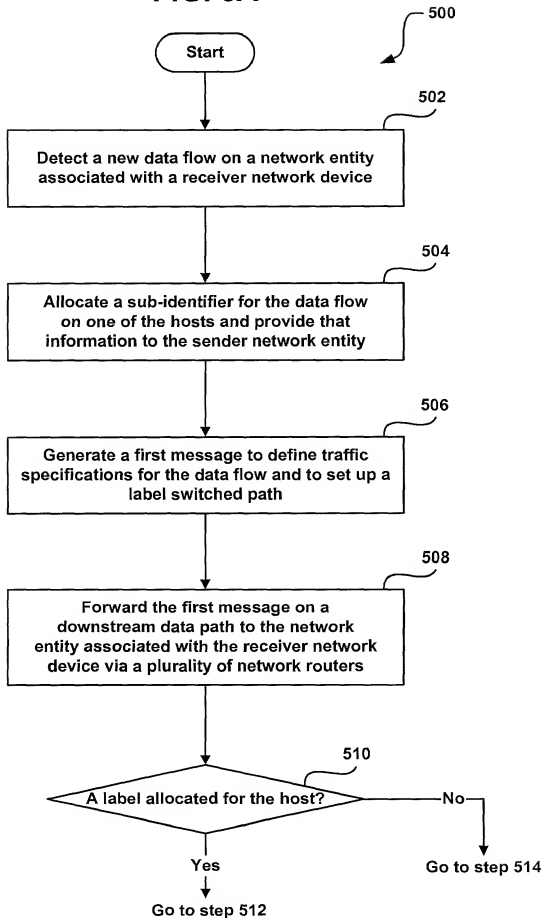 500
Start
502
Detect a new data flow on a network entity
associated with a receiver network device
504
Allocate a sub-identifier for the data flow
on one of the hosts and provide that
information to the sender network entity
506
Generate a first message to define traffic
specifications for the data flow and to set up a
label switched path
508
Forward the first message on a
downstream data path to the network
entity associated with the receiver network
device via a plurality of network routers
510
A label allocated for the host?
No
Yes
Go to step 514
Go to step 512